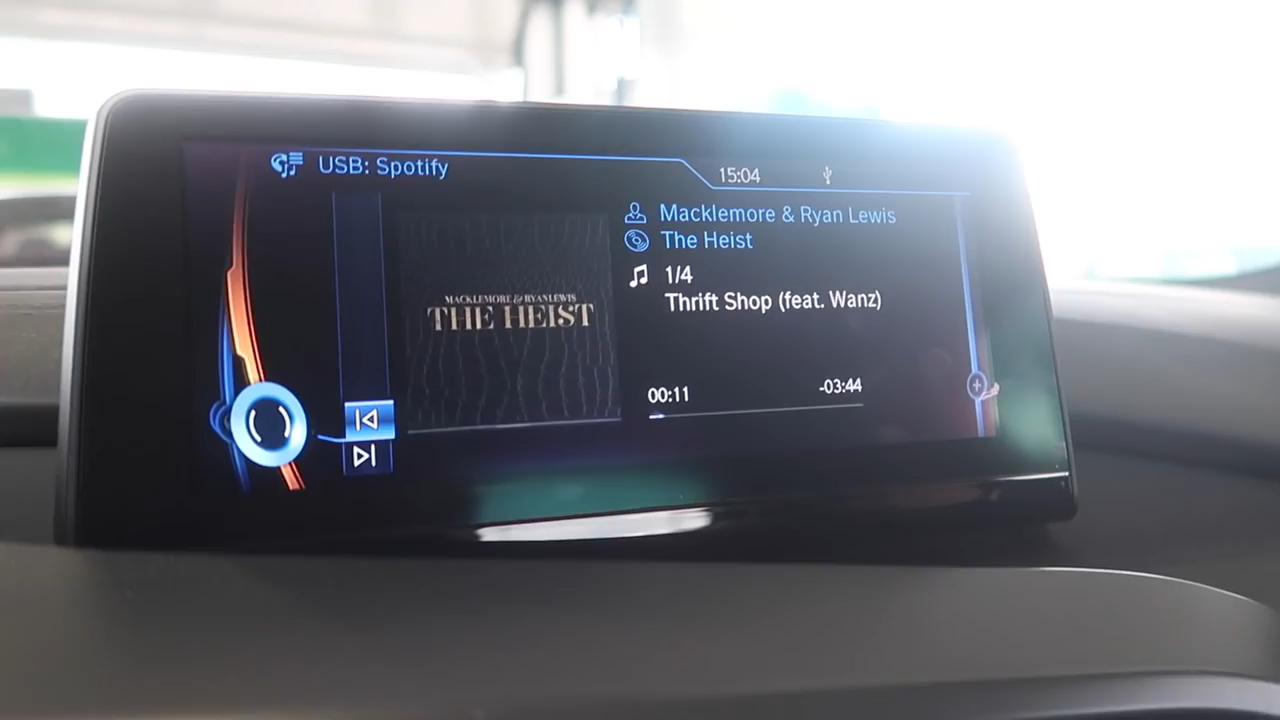 USB: Spotify
15:04
Macklemore & Ryan Lewis
The Heist
1/4
Thrift Shop (feat. Wanz)
MACKLEMORE & RYAN LEWIS
THE HEIST
00:11
-03:44